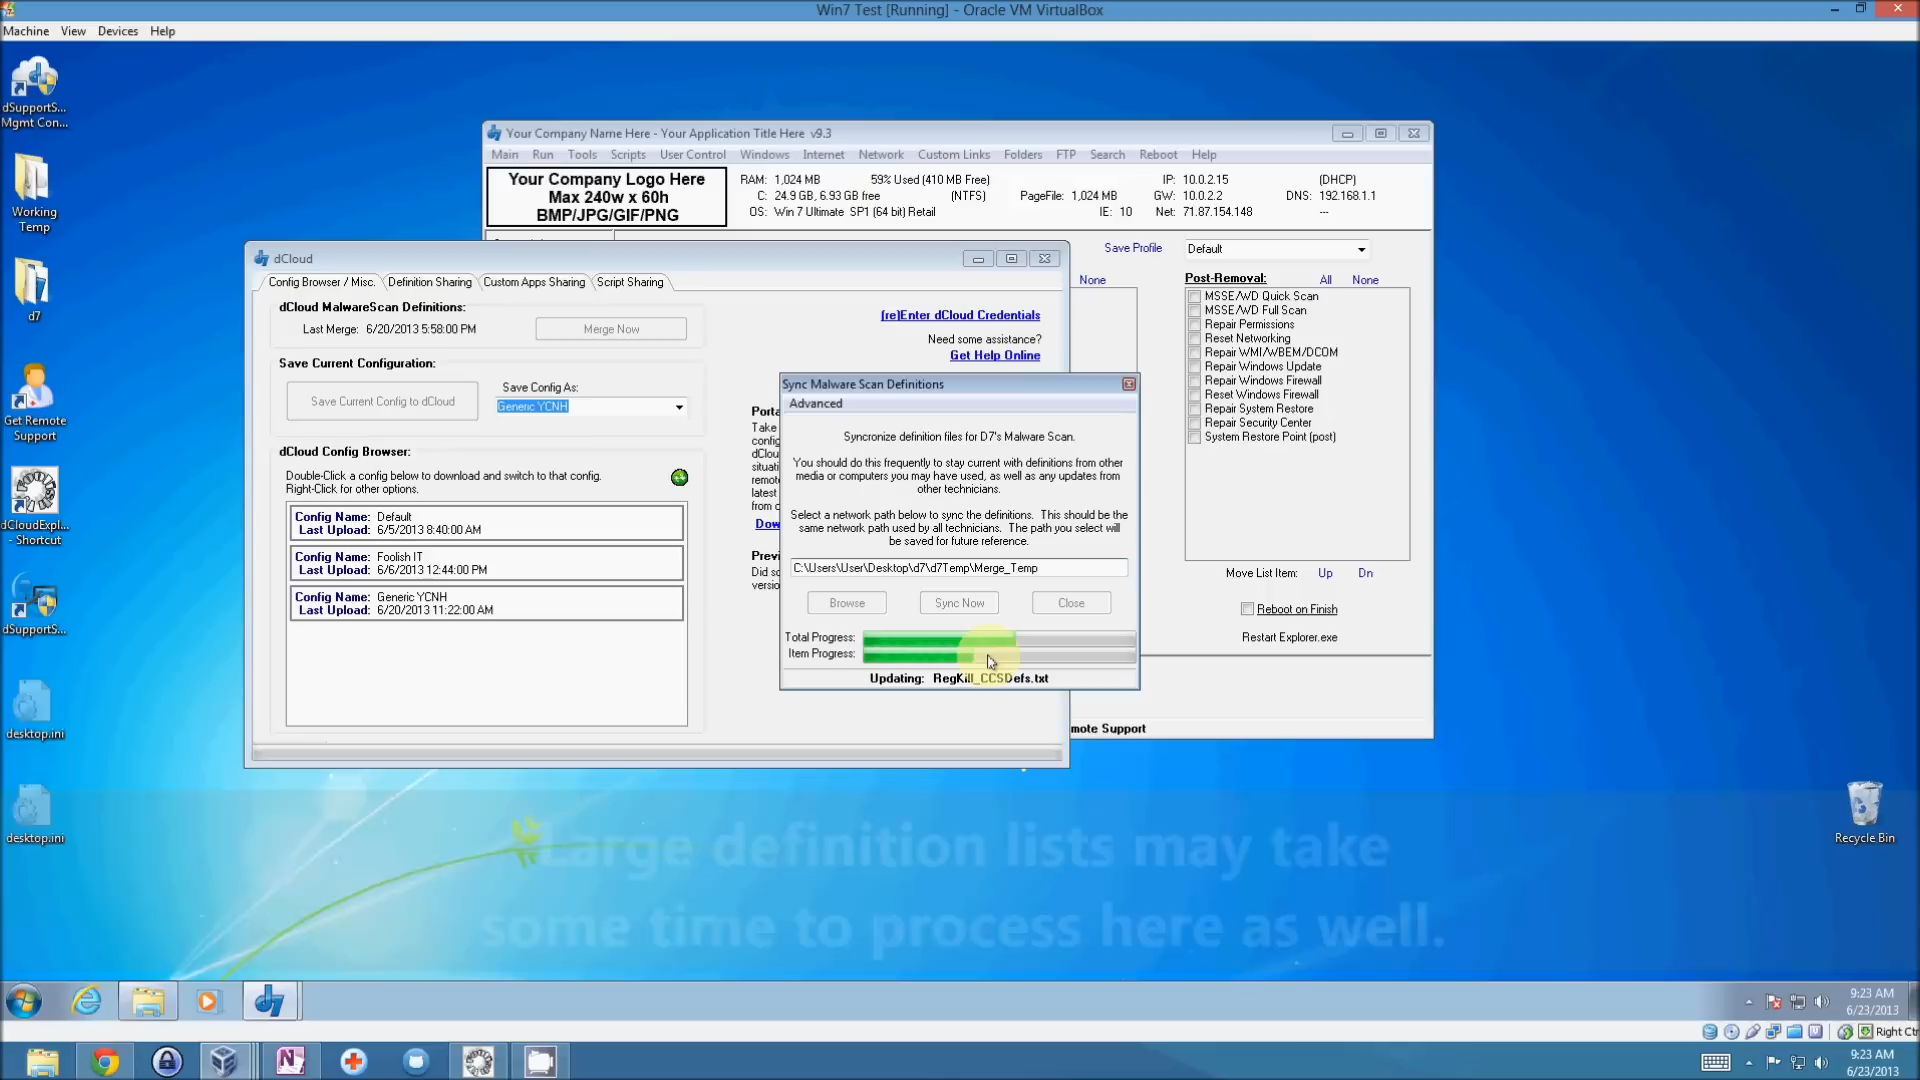 Win7 Test [Running] - Oracle VM VirtualBox
Machine View Devices Help
dSupportS...
Mgmt Con...
Working
Temp
d7
Get Remote
Support
dCloudExpl...
- Shortcut
dSupportS...
desktop.ini
desktop.ini
Your Company Name Here - Your Application Title Here v9.3
Main Run Tools Scripts User Control Windows Internet Network Custom Links Folders FTP Search Reboot Help
Your Company Logo Here
Max 240w x 60h
BMP/JPG/GIF/PNG
RAM: 1,024 MB 59% Used (410 MB Free) IP: 10.0.2.15 (DHCP)
C: 24.9 GB, 6.93 GB free (NTFS) PageFile: 1,024 MB GW: 10.0.2.2 DNS: 192.168.1.1
OS: Win 7 Ultimate SP1 (64 bit) Retail IE: 10 Net: 71.87.154.148 ---
Save Profile Default
None
Post-Removal: All None
MSSE/WD Quick Scan
MSSE/WD Full Scan
Repair Permissions
Reset Networking
Repair WMI/WBEM/DCOM
Repair Windows Update
Repair Windows Firewall
Reset Windows Firewall
Repair System Restore
Repair Security Center
System Restore Point (post)
Move List Item: Up Dn
Reboot on Finish
Restart Explorer.exe
mote Support
dCloud
Config Browser / Misc. Definition Sharing Custom Apps Sharing Script Sharing
dCloud MalwareScan Definitions:
Last Merge: 6/20/2013 5:58:00 PM Merge Now
Save Current Configuration:
Save Current Config to dCloud
Save Config As:
Generic YCNH
dCloud Config Browser:
Double-Click a config below to download and switch to that config.
Right-Click for other options.
Config Name: Default
Last Upload: 6/5/2013 8:40:00 AM
Config Name: Foolish IT
Last Upload: 6/6/2013 12:44:00 PM
Config Name: Generic YCNH
Last Upload: 6/20/2013 11:22:00 AM
(re)Enter dCloud Credentials
Need some assistance?
Get Help Online
Porta
Take
config
dClou
situati
remot
latest
from c
Dow
Previ
Did so
versio
Sync Malware Scan Definitions
Advanced
Syncronize definition files for D7's Malware Scan.
You should do this frequently to stay current with definitions from other
media or computers you may have used, as well as any updates from
other technicians.
Select a network path below to sync the definitions. This should be the
same network path used by all technicians. The path you select will
be saved for future reference.
C:\Users\User\Desktop\d7\d7Temp\Merge_Temp
Browse Sync Now Close
Total Progress:
Item Progress:
Updating: RegKill_CCSDefs.txt
*Large definition lists may take
some time to process here as well.
Recycle Bin
9:23 AM
6/23/2013
Right Ctr
9:23 AM
6/23/2013